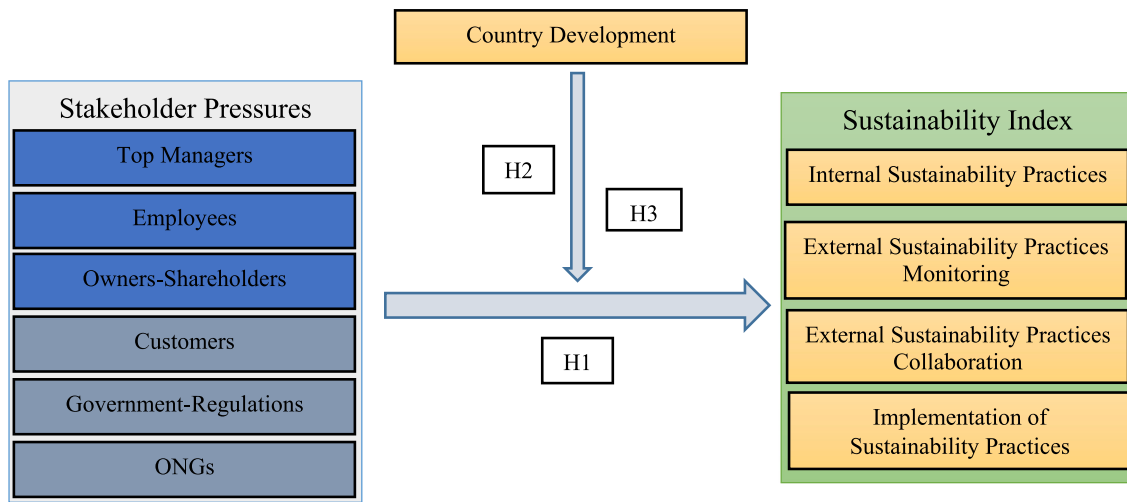 Country Development
Stakeholder Pressures
Top Managers
Employees
Owners-Shareholders
Customers
Government-Regulations
ONGs
H2
H3
H1
Sustainability Index
Internal Sustainability Practices
External Sustainability Practices
Monitoring
External Sustainability Practices
Collaboration
Implementation of
Sustainability Practices